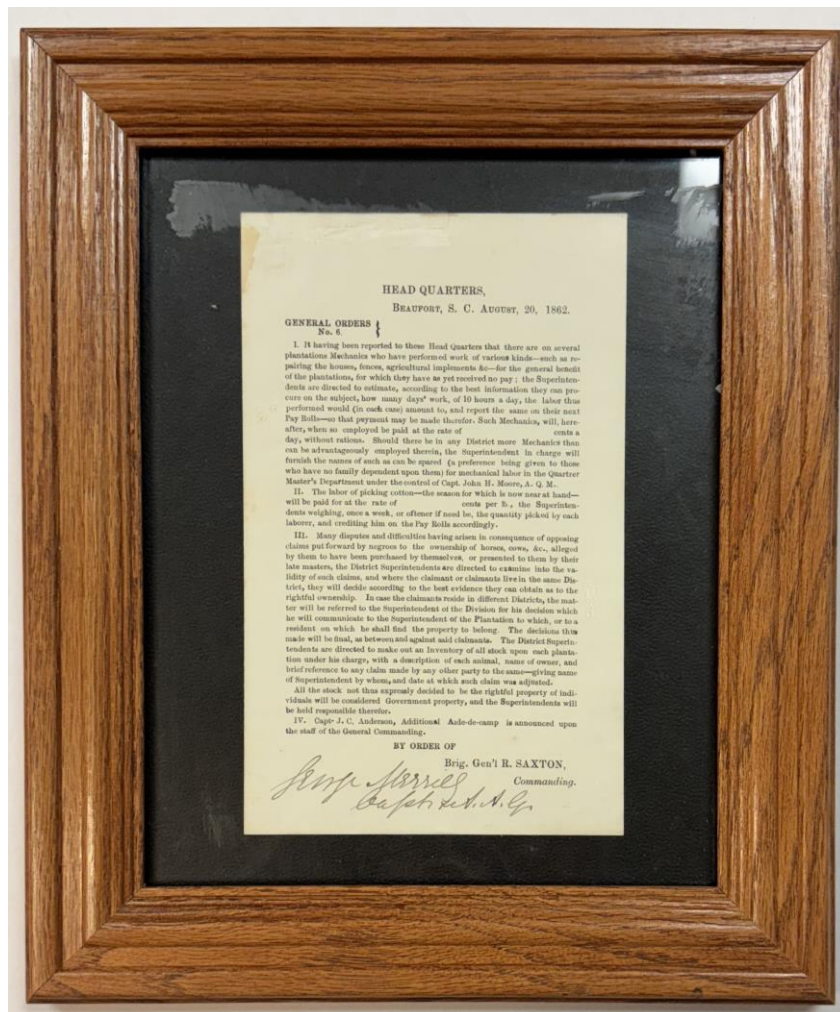 HEAD QUARTERS,
BEAUFORT, S. C. AUGUST, 20, 1862.
GENERAL ORDERS }
No. 6.
I. It having been reported to these Head Quarters that there are on several
plantations Mechanics who have performed work of various kinds—such as re-
pairing the houses, fences, agricultural implements &c—for the general benefit
of the plantations, for which they have as yet received no pay ; the Superinten-
dents are directed to estimate, according to the best information they can pro-
cure on the subject, how many days' work, of 10 hours a day, the labor thus
performed would (in each case) amount to, and report the same on their next
Pay Rolls—so that payment may be made therefor. Such Mechanics, will, here-
after, when so employed be paid at the rate of cents a
day, without rations. Should there be in any District more Mechanics than
can be advantageously employed therein, the Superintendent in charge will
furnish the names of such as can be spared (a preference being given to those
who have no family dependent upon them) for mechanical labor in the Quartrer
Master's Department under the control of Capt. John H. Moore, A. Q. M..
II. The labor of picking cotton—the season for which is now near at hand—
will be paid for at the rate of cents per lb., the Superinten-
dents weighing, once a week, or oftener if need be, the quantity picked by each
laborer, and crediting him on the Pay Rolls accordingly.
III. Many disputes and difficulties having arisen in consequence of opposing
claims put forward by negroes to the ownership of horses, cows, &c., alleged
by them to have been purchased by themselves, or presented to them by their
late masters, the District Superintendents are directed to examine into the va-
lidity of such claims, and where the claimant or claimants live in the same Dis-
trict, they will decide according to the best evidence they can obtain as to the
rightful ownership. In case the claimants reside in different Districts, the mat-
ter will be referred to the Superintendent of the Division for his decision which
he will communicate to the Superintendent of the Plantation to which, or to a
resident on which he shall find the property to belong. The decisions thus
made will be final, as between and against said claimants. The District Superin-
tendents are directed to make out an Inventory of all stock upon each planta-
tion under his charge, with a description of each animal, name of owner, and
brief reference to any claim made by any other party to the same—giving name
of Superintendent by whom, and date at which such claim was adjusted.
All the stock not thus expressly decided to be the rightful property of indi-
viduals will be considered Government property, and the Superintendents will
be held responsible therefor.
IV. Capt- J. C. Anderson, Additional Aade-de-camp is announced upon
the staff of the General Commanding.
BY ORDER OF
Brig. Gen'l R. SAXTON,
Commanding.
George Merrill
Capt & A. A. G.